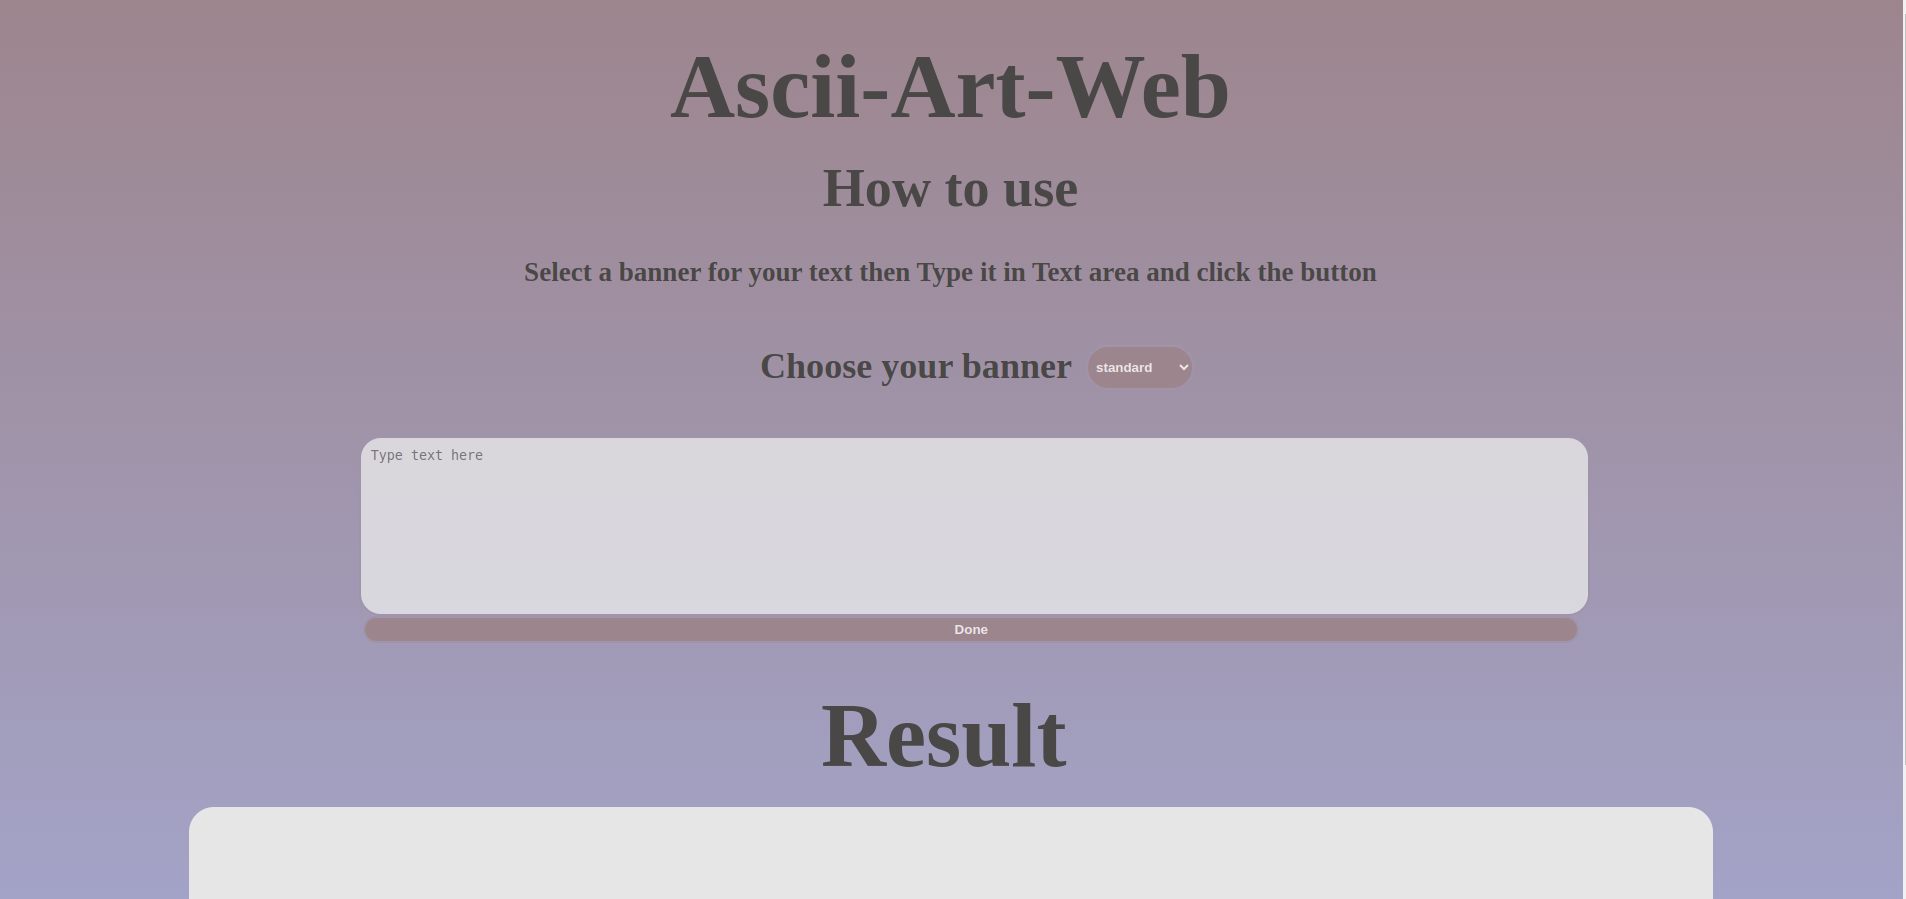 Ascii-Art-Web
How to use
Select a banner for your text then Type it in Text area and click the button
Choose your banner standard
Type text here
Done
Result